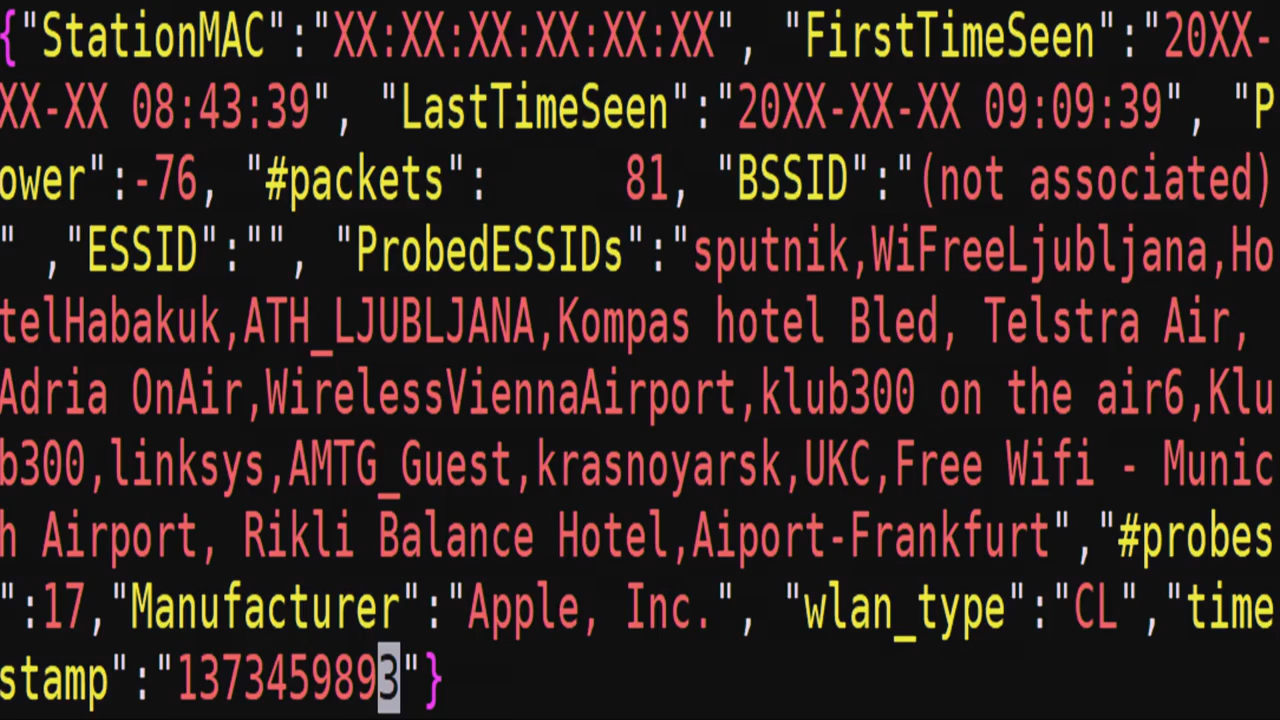 {"StationMAC":"XX:XX:XX:XX:XX:XX", "FirstTimeSeen":"20XX-
XX-XX 08:43:39", "LastTimeSeen":"20XX-XX-XX 09:09:39", "P
ower":-76, "#packets":      81, "BSSID":"(not associated)
" ,"ESSID":"", "ProbedESSIDs":"sputnik,WiFreeLjubljana,Ho
telHabakuk,ATH_LJUBLJANA,Kompas hotel Bled, Telstra Air,
Adria OnAir,WirelessViennaAirport,klub300 on the air6,Klu
b300,linksys,AMTG_Guest,krasnoyarsk,UKC,Free Wifi - Munic
h Airport, Rikli Balance Hotel,Aiport-Frankfurt","#probes
":17,"Manufacturer":"Apple, Inc.", "wlan_type":"CL","time
stamp":"1373459893"}